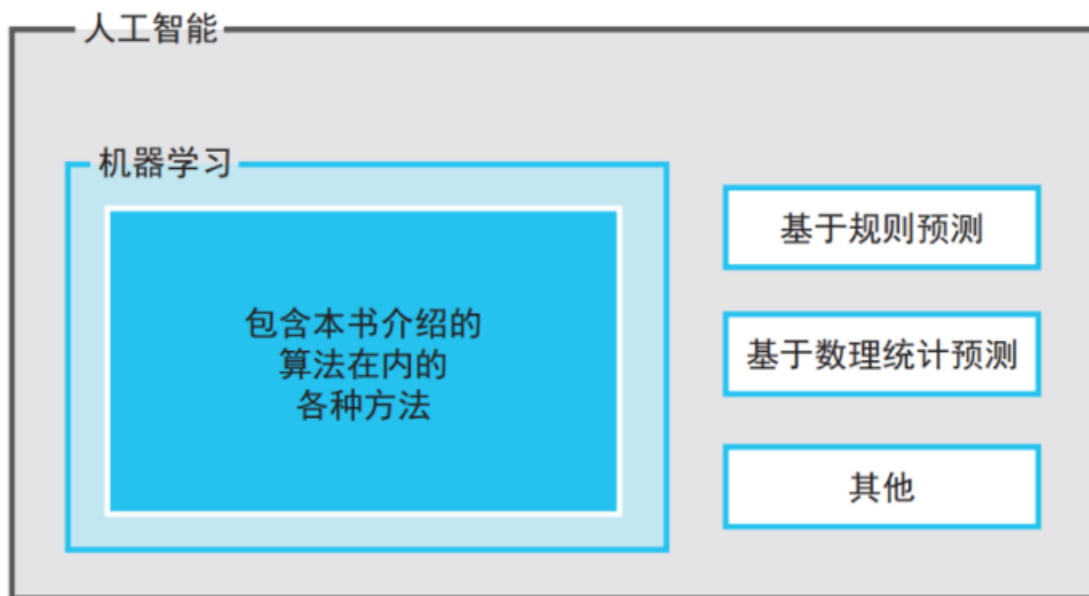 人工智能
机器学习
包含本书介绍的
算法在内的
各种方法
基于规则预测
基于数理统计预测
其他